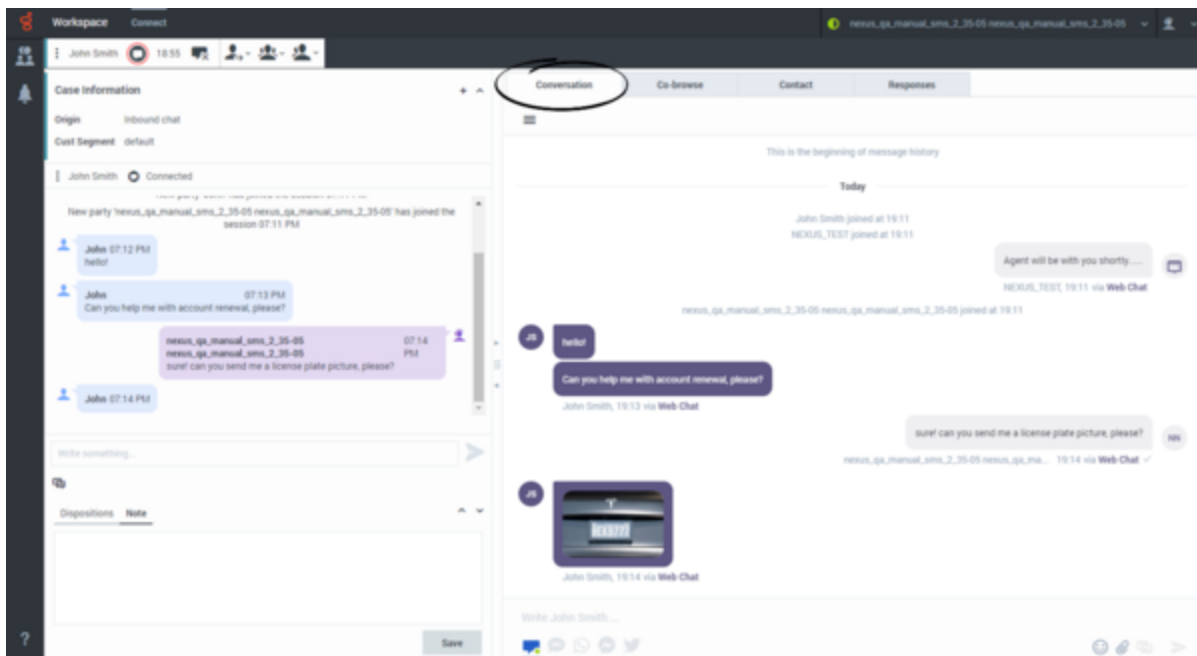 Workspace Connect
nexus_qa_manual_sms_2_35-05 nexus_qa_manual_sms_2_35-05
John Smith 18:55
Case Information
Origin Inbound chat
Cust Segment default
John Smith Connected
New party 'nexus_qa_manual_sms_2_35-05 nexus_qa_manual_sms_2_35-05' has joined the
session 07:11 PM
John 07:12 PM
hello!
John 07:13 PM
Can you help me with account renewal, please?
nexus_qa_manual_sms_2_35-05 07:14
nexus_qa_manual_sms_2_35-05 PM
sure! can you send me a license plate picture, please?
John 07:14 PM
Write something...
Dispositions Note
Save
?
Conversation Co-browse Contact Responses
This is the beginning of message history
Today
John Smith joined at 19:11
NEXUS_TEST joined at 19:11
Agent will be with you shortly......
NEXUS_TEST, 19:11 via Web Chat
nexus_qa_manual_sms_2_35-05 nexus_qa_manual_sms_2_35-05 joined at 19:11
JS
hello!
Can you help me with account renewal, please?
John Smith, 19:13 via Web Chat
sure! can you send me a license plate picture, please?
NN
nexus_qa_manual_sms_2_35-05 nexus_qa_ma... 19:14 via Web Chat
JS
John Smith, 19:14 via Web Chat
Write John Smith ...